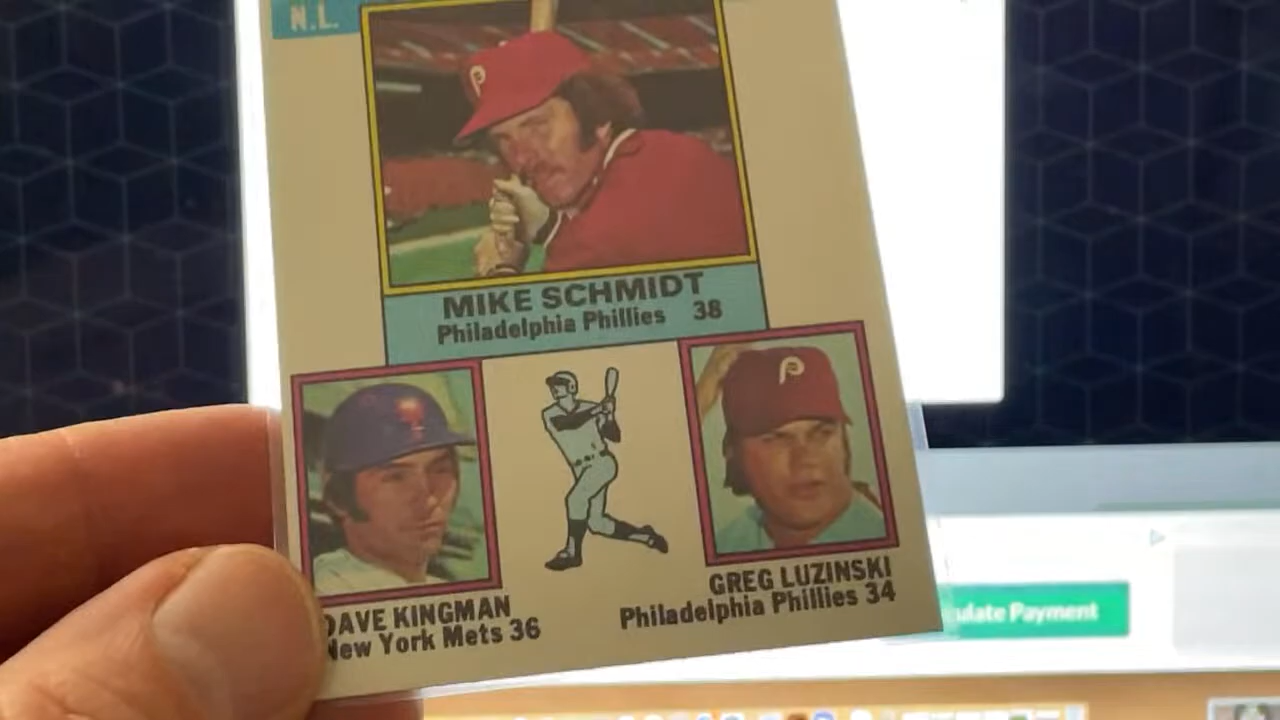 N.L.
P
MIKE SCHMIDT
Philadelphia Phillies 38
P
DAVE KINGMAN
New York Mets 36
GREG LUZINSKI
Philadelphia Phillies 34
ulate Payment